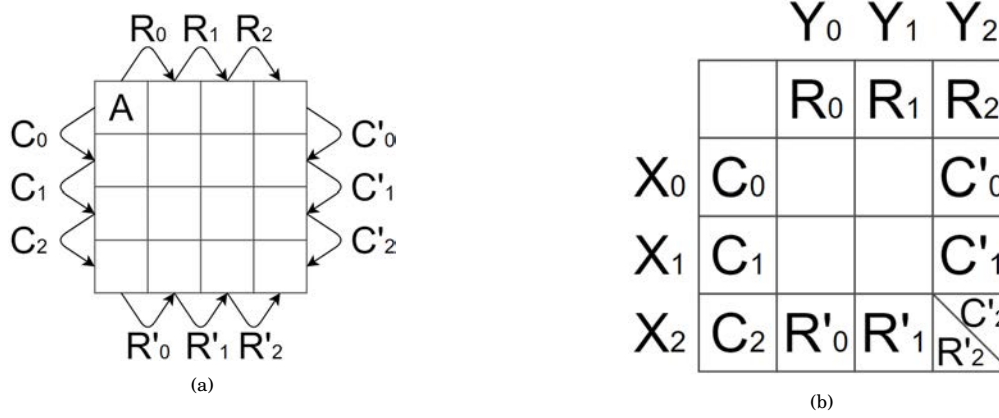 R0 R1 R2
A
C0 C'0
C1 C'1
C2 C'2
R'0 R'1 R'2
(a)
Y0 Y1 Y2
R0 R1 R2
X0 C0 C'0
X1 C1 C'1
X2 C2 R'0 R'1 C'2
R'2
(b)